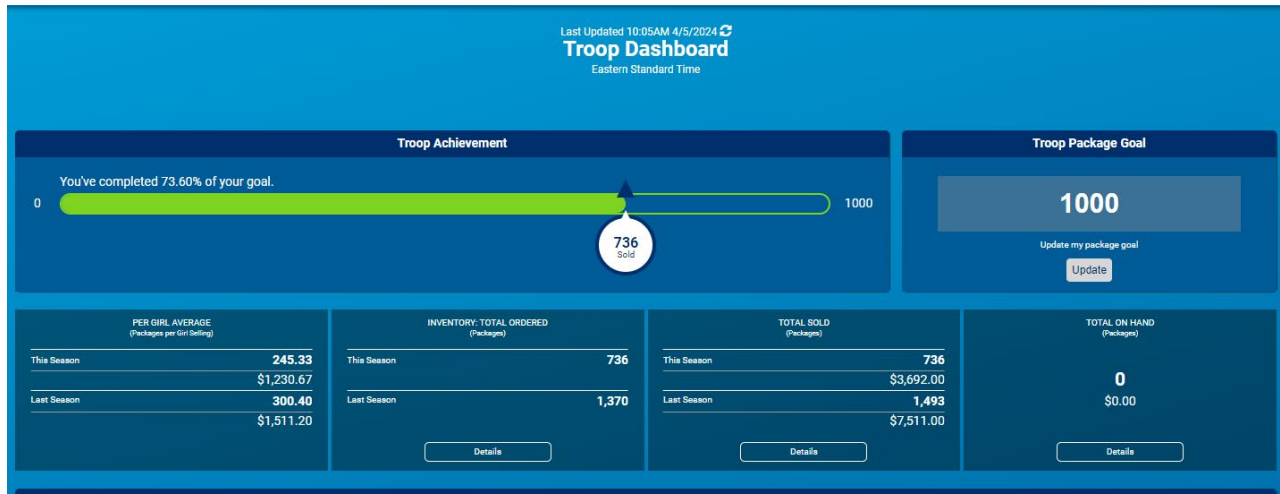 Last Updated 10:05AM 4/5/2024
Troop Dashboard
Eastern Standard Time
Troop Achievement
You've completed 73.60% of your goal.
0
1000
736
Sold
Troop Package Goal
1000
Update my package goal
Update
PER GIRL AVERAGE
(Packages per Girl Selling)
This Season 245.33
$1,230.67
Last Season 300.40
$1,511.20
INVENTORY: TOTAL ORDERED
(Packages)
This Season 736
Last Season 1,370
Details
TOTAL SOLD
(Packages)
This Season 736
$3,692.00
Last Season 1,493
$7,511.00
Details
TOTAL ON HAND
(Packages)
0
$0.00
Details